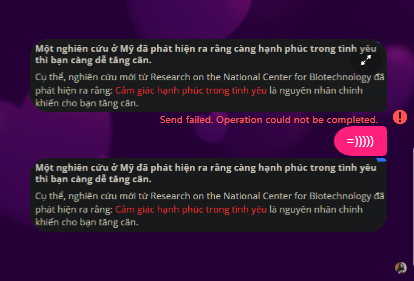 Một nghiên cứu ở Mỹ đã phát hiện ra rằng càng hạnh phúc trong tình yêu
thì bạn càng dễ tăng cân.
Cụ thể, nghiên cứu mới từ Research on the National Center for Biotechnology đã
phát hiện ra rằng: Cảm giác hạnh phúc trong tình yêu là nguyên nhân chính
khiến cho bạn tăng cân.
Send failed. Operation could not be completed.
=)))))
Một nghiên cứu ở Mỹ đã phát hiện ra rằng càng hạnh phúc trong tình yêu
thì bạn càng dễ tăng cân.
Cụ thể, nghiên cứu mới từ Research on the National Center for Biotechnology đã
phát hiện ra rằng: Cảm giác hạnh phúc trong tình yêu là nguyên nhân chính
khiến cho bạn tăng cân.